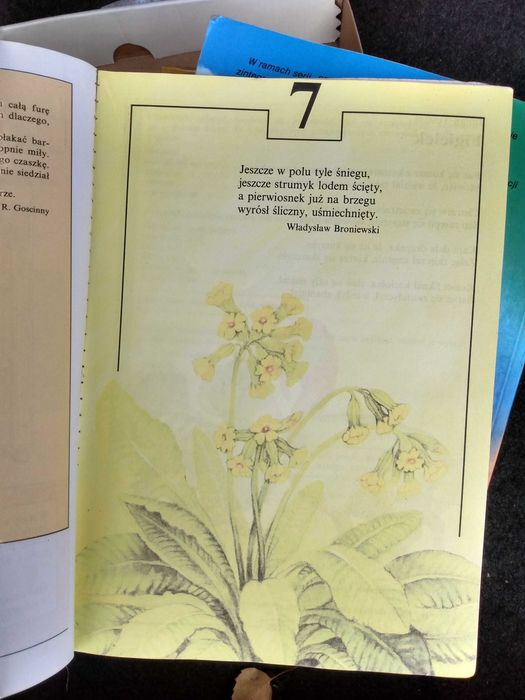 całą furę
dlaczego,
płakać bar-
opnie miły.
go czaszkę.
nie siedział
rze.
R. Goscinny
W ramach serii
7
Jeszcze w polu tyle śniegu,
jeszcze strumyk lodem ścięty,
a pierwiosnek już na brzegu
wyrósł śliczny, uśmiechnięty.
Władysław Broniewski